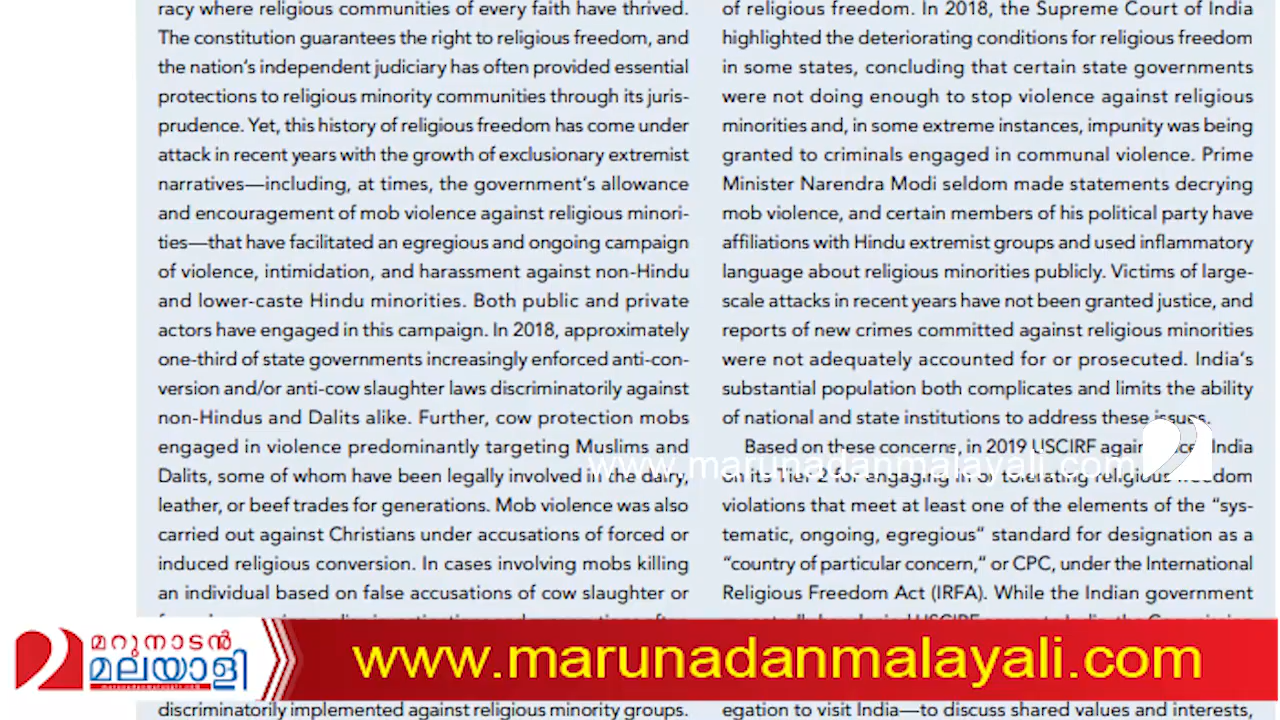 racy where religious communities of every faith have thrived.
The constitution guarantees the right to religious freedom, and
the nation's independent judiciary has often provided essential
protections to religious minority communities through its juris-
prudence. Yet, this history of religious freedom has come under
attack in recent years with the growth of exclusionary extremist
narratives—including, at times, the government's allowance
and encouragement of mob violence against religious minori-
ties—that have facilitated an egregious and ongoing campaign
of violence, intimidation, and harassment against non-Hindu
and lower-caste Hindu minorities. Both public and private
actors have engaged in this campaign. In 2018, approximately
one-third of state governments increasingly enforced anti-con-
version and/or anti-cow slaughter laws discriminatorily against
non-Hindus and Dalits alike. Further, cow protection mobs
engaged in violence predominantly targeting Muslims and
Dalits, some of whom have been legally involved in the dairy,
leather, or beef trades for generations. Mob violence was also
carried out against Christians under accusations of forced or
induced religious conversion. In cases involving mobs killing
an individual based on false accusations of cow slaughter or
discriminatorily implemented against religious minority groups.
of religious freedom. In 2018, the Supreme Court of India
highlighted the deteriorating conditions for religious freedom
in some states, concluding that certain state governments
were not doing enough to stop violence against religious
minorities and, in some extreme instances, impunity was being
granted to criminals engaged in communal violence. Prime
Minister Narendra Modi seldom made statements decrying
mob violence, and certain members of his political party have
affiliations with Hindu extremist groups and used inflammatory
language about religious minorities publicly. Victims of large-
scale attacks in recent years have not been granted justice, and
reports of new crimes committed against religious minorities
were not adequately accounted for or prosecuted. India's
substantial population both complicates and limits the ability
of national and state institutions to address these issues.
Based on these concerns, in 2019 USCIRF again India
on its Tier 2 for engaging in or tolerating religious freedom
violations that meet at least one of the elements of the "sys-
tematic, ongoing, egregious" standard for designation as a
"country of particular concern," or CPC, under the International
Religious Freedom Act (IRFA). While the Indian government
egation to visit India—to discuss shared values and interests,
www.marunadanmalayali.com
മറുനാടൻ
മലയാളി
www.marunadanmalayali.com